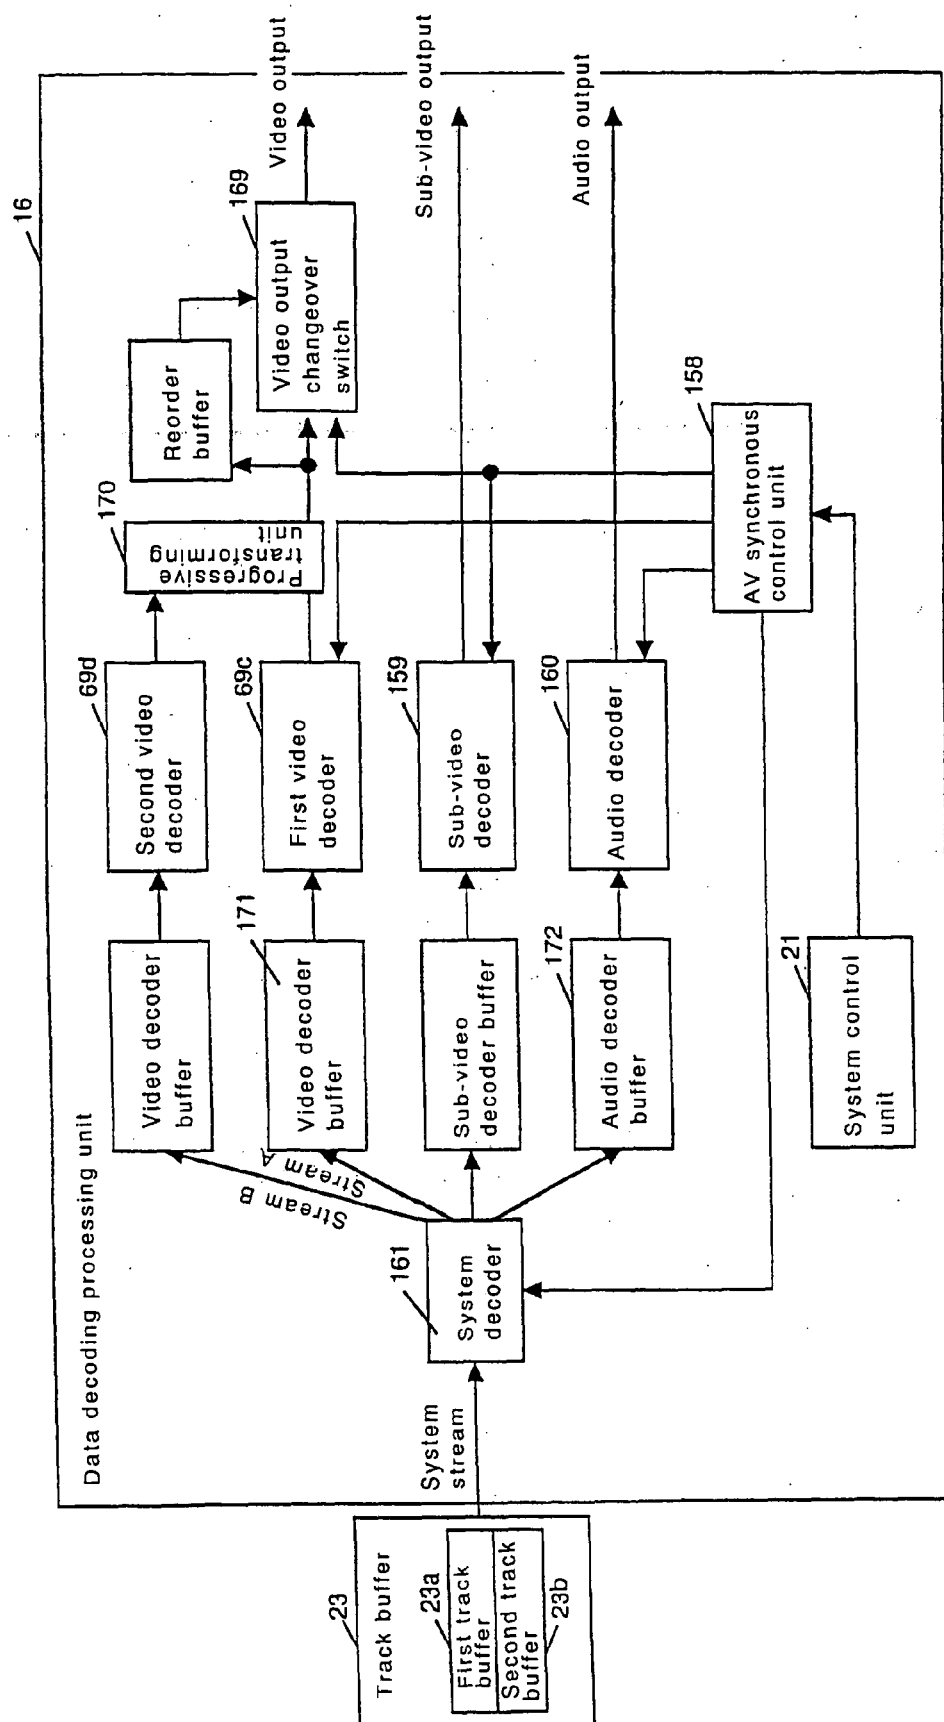 16
Data decoding processing unit
23
Track buffer
23a
First track
buffer
Second track
buffer
23b
System
stream
161
System
decoder
Stream B
Stream A
Video decoder
buffer
171
Video decoder
buffer
Sub-video
decoder buffer
172
Audio decoder
buffer
21
System control
unit
69d
Second video
decoder
69c
First video
decoder
159
Sub-video
decoder
160
Audio decoder
158
AV synchronous
control unit
170
Progressive
transforming
unit
Reorder
buffer
169
Video output
changeover
switch
Video output
Sub-video output
Audio output